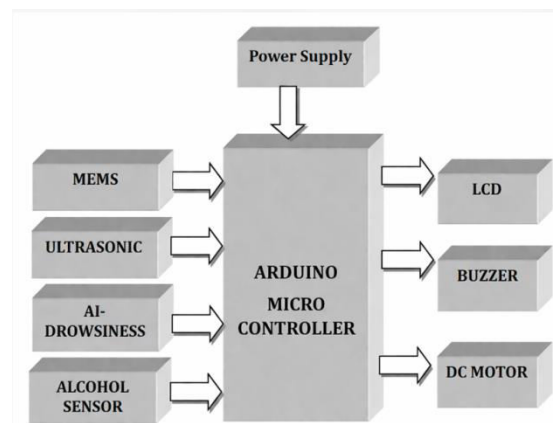 Power Supply
MEMS
ULTRASONIC
AI-
DROWSINESS
ALCOHOL
SENSOR
ARDUINO
MICRO
CONTROLLER
LCD
BUZZER
DC MOTOR